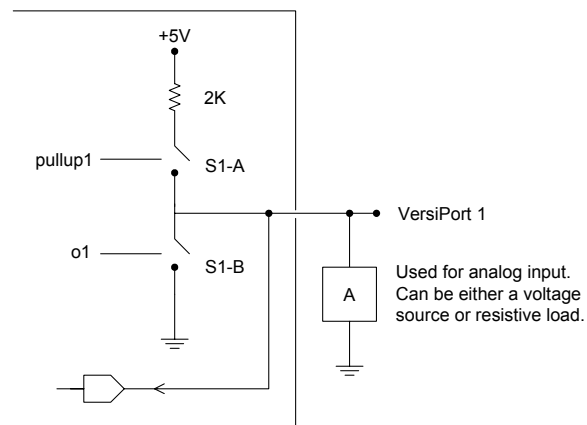 +5V
2K
pullup1
S1-A
VersiPort 1
o1
S1-B
A
Used for analog input.
Can be either a voltage
source or resistive load.